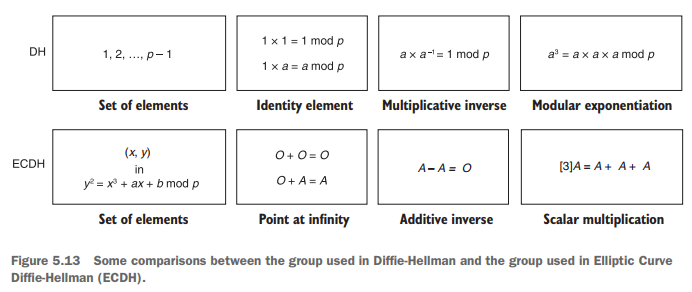 DH
1, 2, ..., p – 1
1 x 1 = 1 mod p
1 x a = a mod p
a x a⁻¹ = 1 mod p
a³ = a x a x a mod p
Set of elements
Identity element
Multiplicative inverse
Modular exponentiation
ECDH
(x, y)
in
y² = x³ + ax + b mod p
O + O = O
O + A = A
A – A = O
[3]A = A + A + A
Set of elements
Point at infinity
Additive inverse
Scalar multiplication
Figure 5.13 Some comparisons between the group used in Diffie-Hellman and the group used in Elliptic Curve
Diffie-Hellman (ECDH).